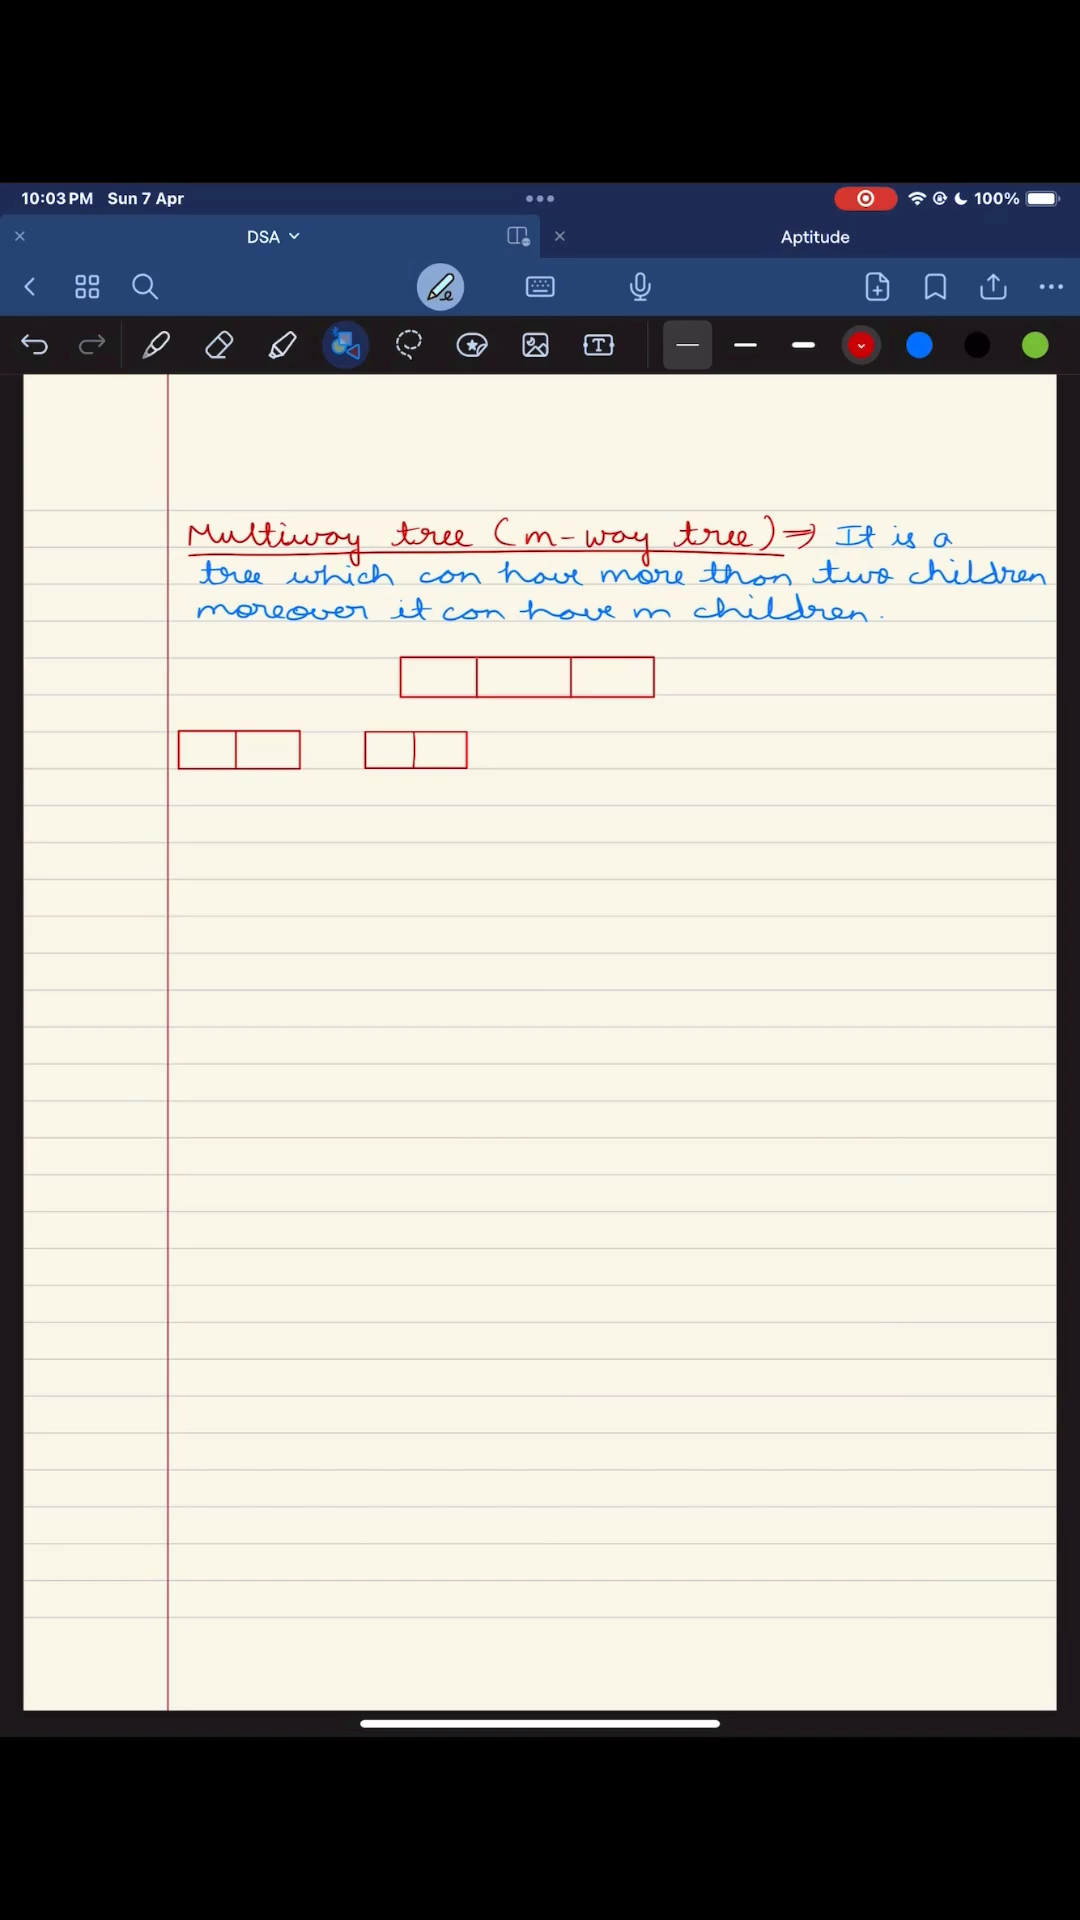 10:03 PM Sun 7 Apr 100%
DSA Aptitude
Multiway tree (m-way tree) ⇒ It is a
tree which can have more than two children
moreover it can have m children.